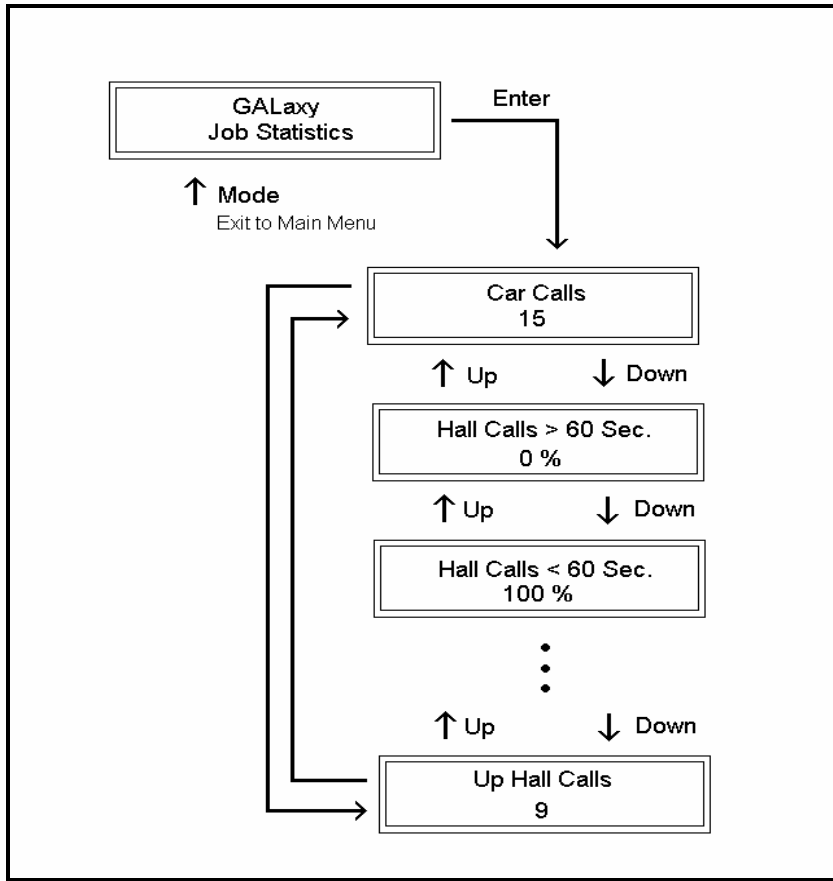 GALaxy
Job Statistics
Enter
↑ Mode
Exit to Main Menu
Car Calls
15
↑ Up ↓ Down
Hall Calls > 60 Sec.
0 %
↑ Up ↓ Down
Hall Calls < 60 Sec.
100 %
↑ Up ↓ Down
Up Hall Calls
9